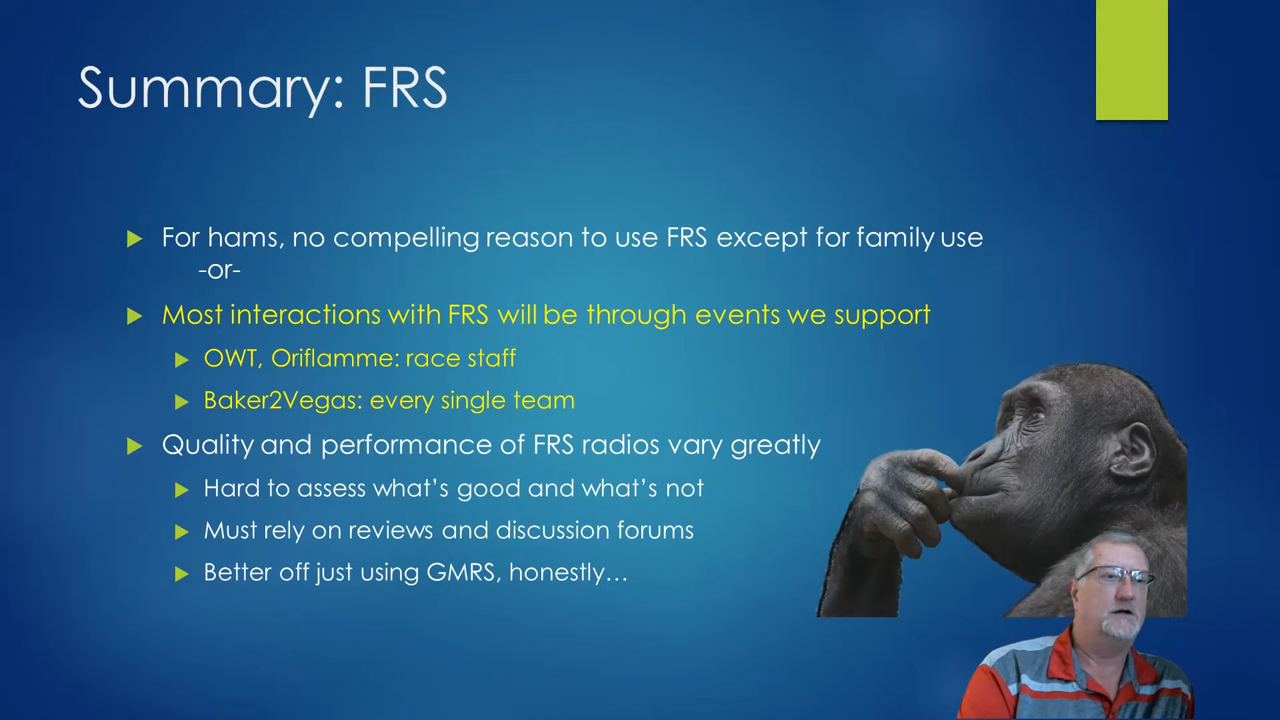 Summary: FRS
For hams, no compelling reason to use FRS except for family use
-or-
Most interactions with FRS will be through events we support
OWT, Oriflamme: race staff
Baker2Vegas: every single team
Quality and performance of FRS radios vary greatly
Hard to assess what’s good and what’s not
Must rely on reviews and discussion forums
Better off just using GMRS, honestly…